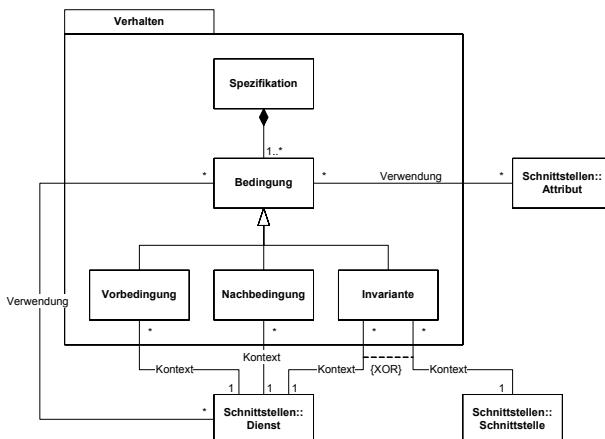 Verhalten
Spezifikation
1..*
* Bedingung * Verwendung * Schnittstellen::
Attribut
Verwendung
Vorbedingung Nachbedingung Invariante
* * * *
Kontext Kontext Kontext {XOR} Kontext
1 1 1 1
* Schnittstellen::
Dienst
Schnittstellen::
Schnittstelle